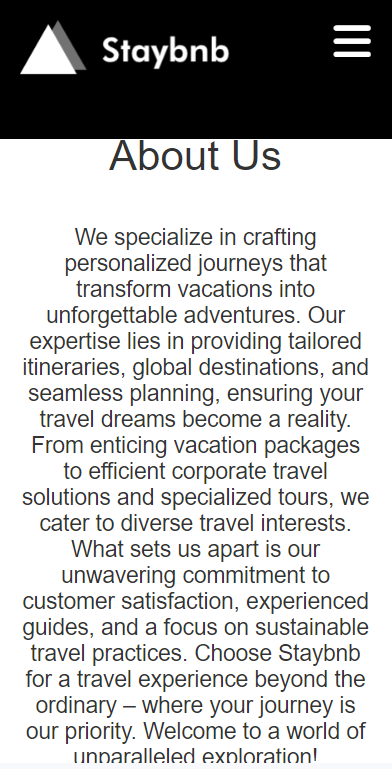 Staybnb
About Us
We specialize in crafting
personalized journeys that
transform vacations into
unforgettable adventures. Our
expertise lies in providing tailored
itineraries, global destinations, and
seamless planning, ensuring your
travel dreams become a reality.
From enticing vacation packages
to efficient corporate travel
solutions and specialized tours, we
cater to diverse travel interests.
What sets us apart is our
unwavering commitment to
customer satisfaction, experienced
guides, and a focus on sustainable
travel practices. Choose Staybnb
for a travel experience beyond the
ordinary – where your journey is
our priority. Welcome to a world of
unparalleled exploration!